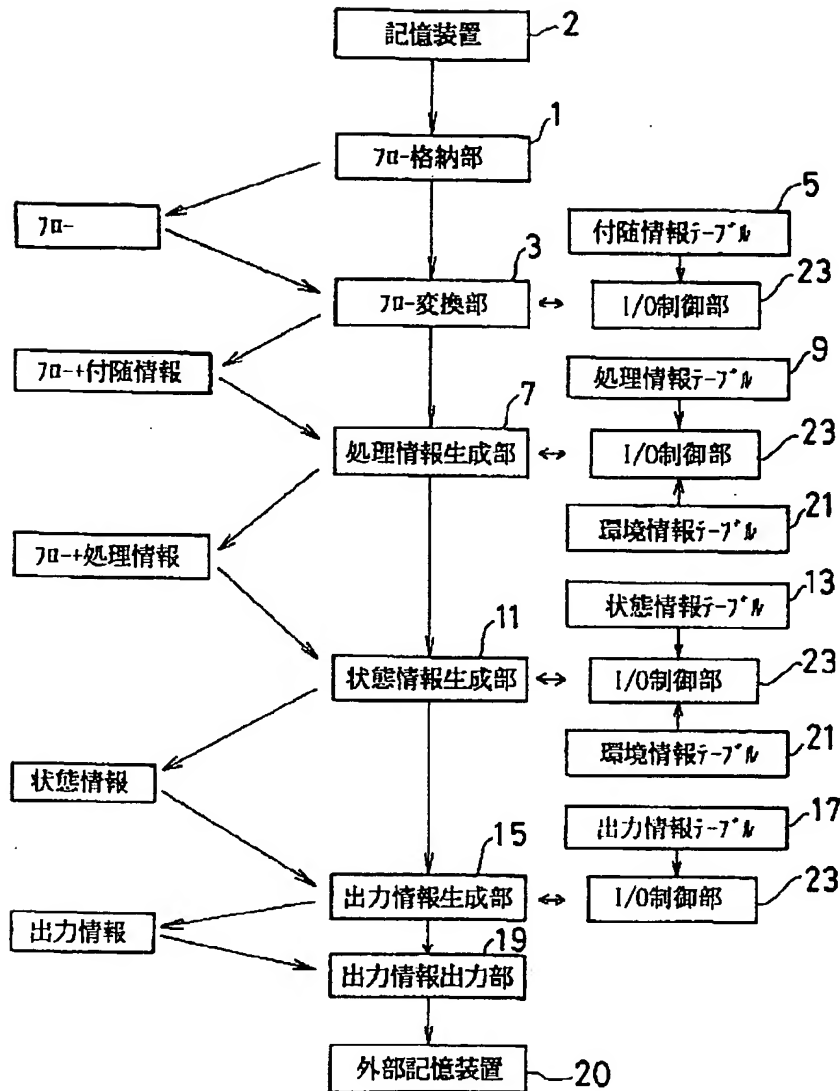 記憶装置
2
1
フロー格納部
5
フロー
付随情報テーブル
3
23
フロー変換部
I/O制御部
フロー+付随情報
9
処理情報テーブル
7
23
処理情報生成部
I/O制御部
21
環境情報テーブル
フロー+処理情報
13
状態情報テーブル
11
23
状態情報生成部
I/O制御部
21
環境情報テーブル
状態情報
17
出力情報テーブル
15
23
出力情報生成部
I/O制御部
出力情報
19
出力情報出力部
外部記憶装置
20